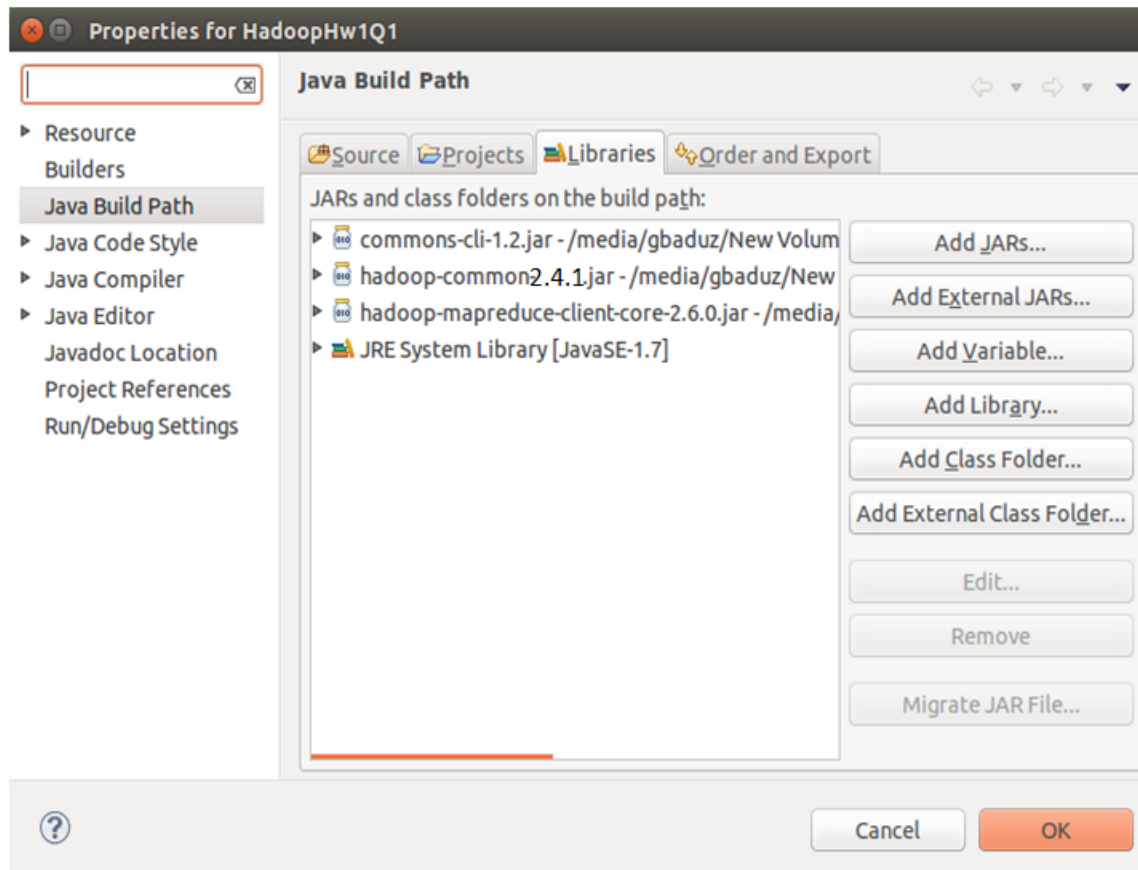 Properties for HadoopHw1Q1
Java Build Path
Resource
Builders
Java Build Path
Java Code Style
Java Compiler
Java Editor
Javadoc Location
Project References
Run/Debug Settings
Source Projects Libraries Order and Export
JARs and class folders on the build path:
commons-cli-1.2.jar - /media/gbaduz/New Volum
hadoop-common-2.4.1.jar - /media/gbaduz/New
hadoop-mapreduce-client-core-2.6.0.jar - /media/
JRE System Library [JavaSE-1.7]
Add JARs...
Add External JARs...
Add Variable...
Add Library...
Add Class Folder...
Add External Class Folder...
Edit...
Remove
Migrate JAR File...
?
Cancel OK